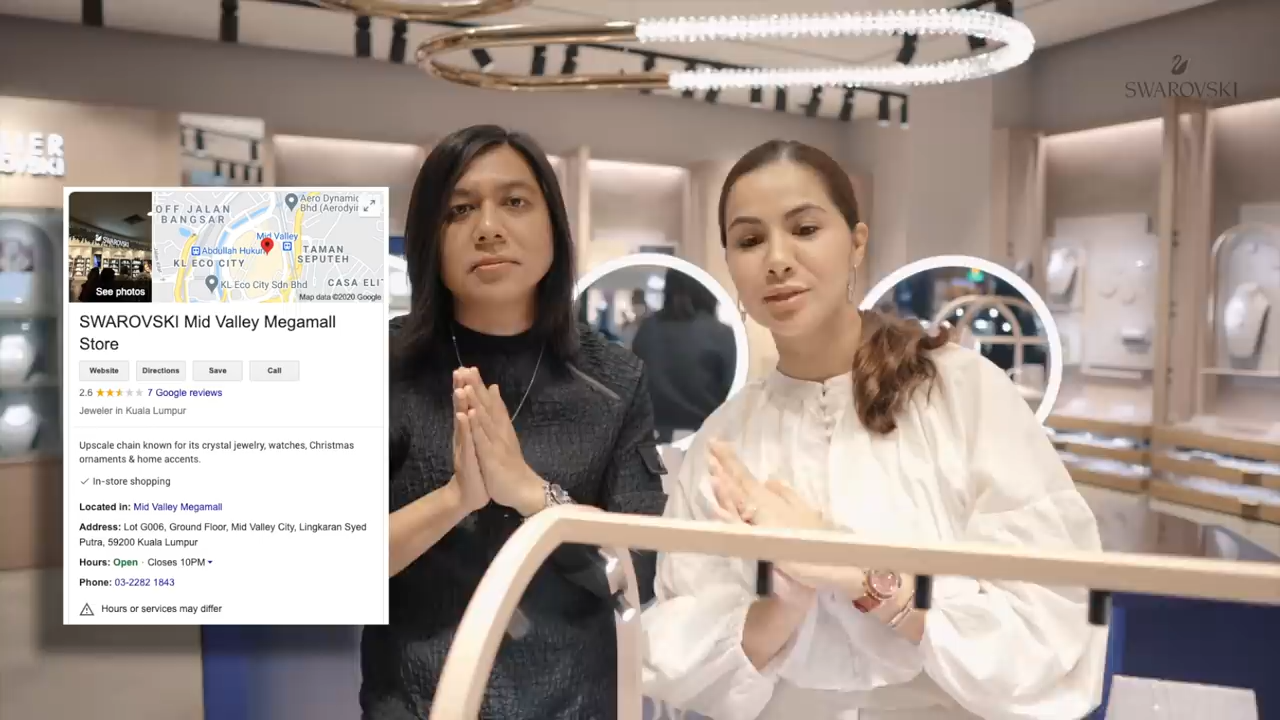 SWAROVSKI
OFF JALAN
BANGSAR
Aero Dynamic
Bhd (Aerodyin
Mid Valley
Abdullah Hukum
TAMAN
SEPUTEH
KL ECO CITY
KL Eco City Sdn Bhd
CASA ELIT
SWAROVSKI
See photos
Map data ©2020 Google
SWAROVSKI Mid Valley Megamall
Store
Website Directions Save Call
2.6 7 Google reviews
Jeweler in Kuala Lumpur
Upscale chain known for its crystal jewelry, watches, Christmas
ornaments & home accents.
✓ In-store shopping
Located in: Mid Valley Megamall
Address: Lot G006, Ground Floor, Mid Valley City, Lingkaran Syed
Putra, 59200 Kuala Lumpur
Hours: Open · Closes 10PM
Phone: 03-2282 1843
Hours or services may differ